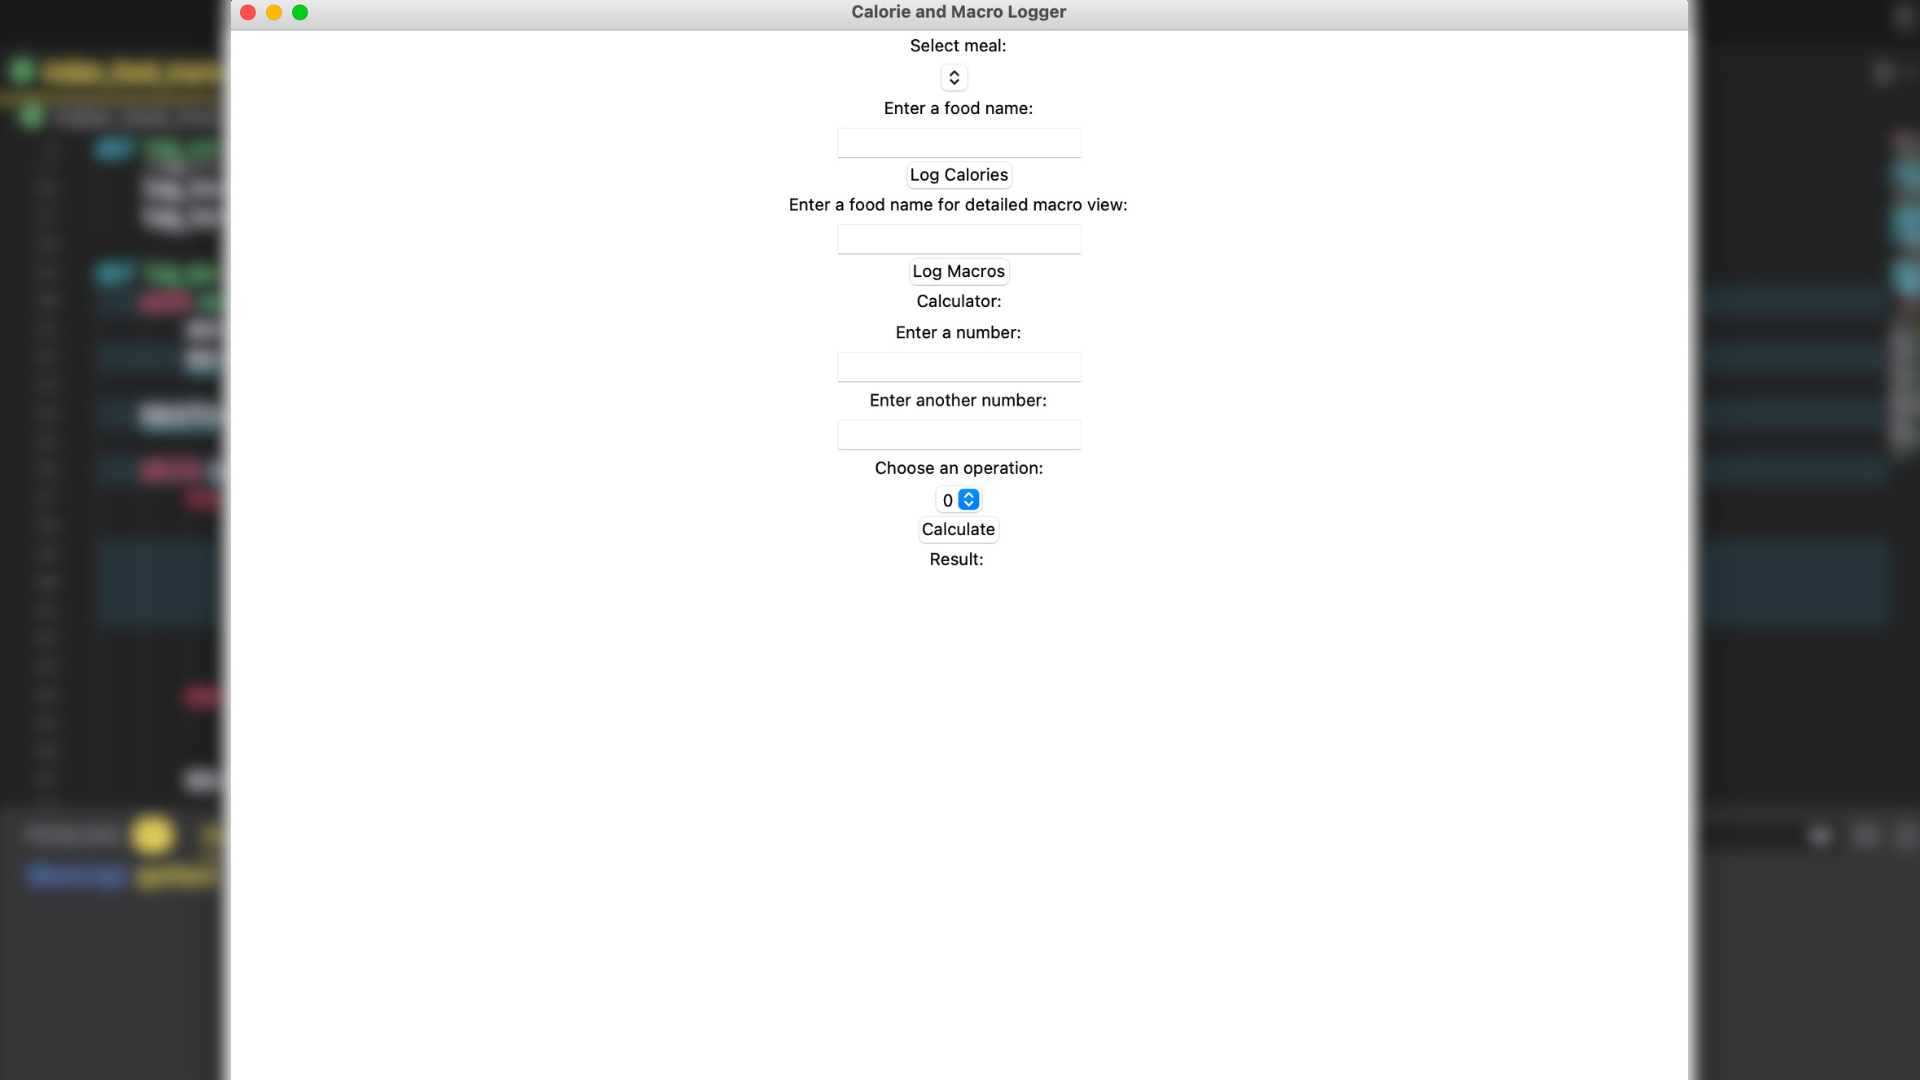 Calorie and Macro Logger
Select meal:
Enter a food name:
Log Calories
Enter a food name for detailed macro view:
Log Macros
Calculator:
Enter a number:
Enter another number:
Choose an operation:
0
Calculate
Result: